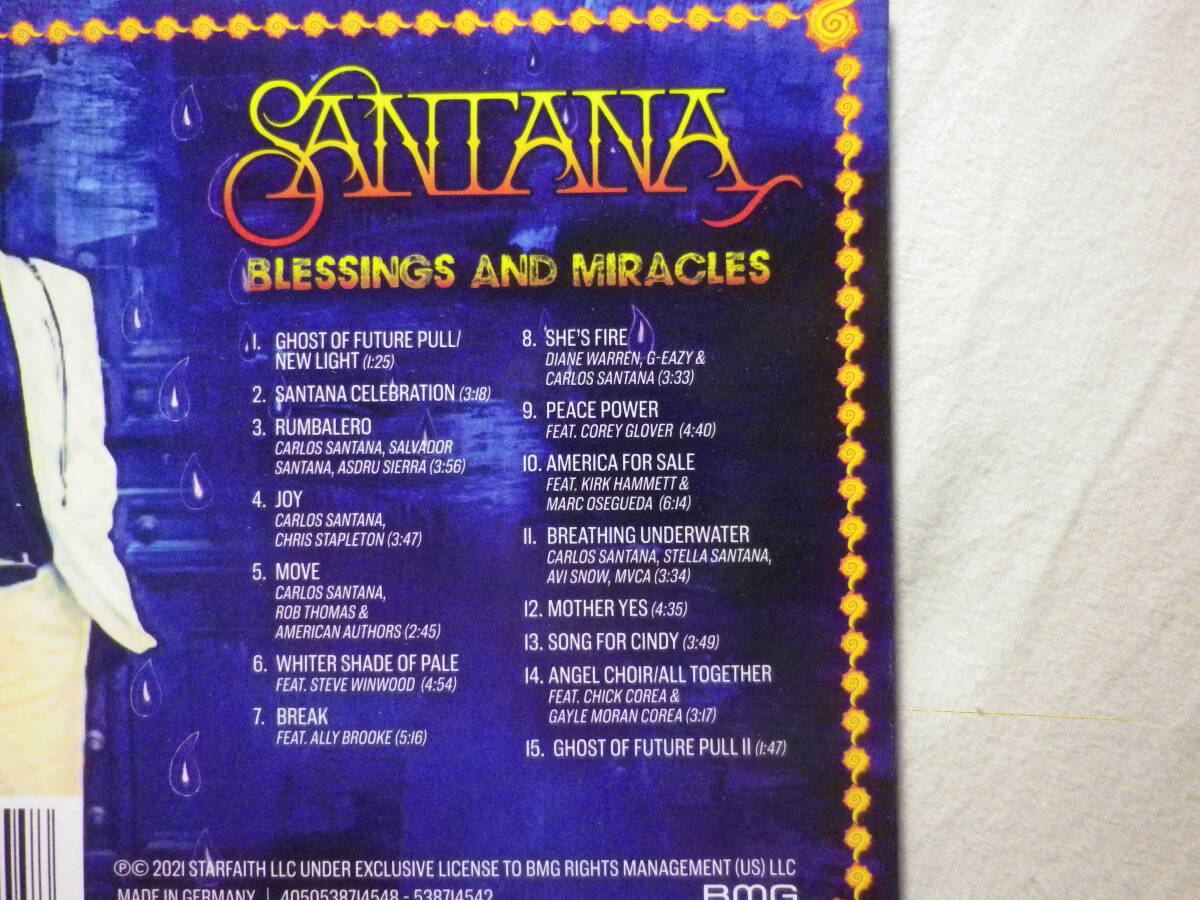 SANTANA
BLESSINGS AND MIRACLES
1. GHOST OF FUTURE PULL/
NEW LIGHT (1:25)
2. SANTANA CELEBRATION (3:18)
3. RUMBALERO
CARLOS SANTANA, SALVADOR
SANTANA, ASDRU SIERRA (3:56)
4. JOY
CARLOS SANTANA,
CHRIS STAPLETON (3:47)
5. MOVE
CARLOS SANTANA,
ROB THOMAS &
AMERICAN AUTHORS (2:45)
6. WHITER SHADE OF PALE
FEAT. STEVE WINWOOD (4:54)
7. BREAK
FEAT. ALLY BROOKE (5:16)
8. SHE'S FIRE
DIANE WARREN, G-EAZY &
CARLOS SANTANA (3:33)
9. PEACE POWER
FEAT. COREY GLOVER (4:40)
10. AMERICA FOR SALE
FEAT. KIRK HAMMETT &
MARC OSEGUEDA (6:14)
11. BREATHING UNDERWATER
CARLOS SANTANA, STELLA SANTANA,
AVI SNOW, MVCA (3:34)
12. MOTHER YES (4:35)
13. SONG FOR CINDY (3:49)
14. ANGEL CHOIR/ALL TOGETHER
FEAT. CHICK COREA &
GAYLE MORAN COREA (3:17)
15. GHOST OF FUTURE PULL II (1:47)
℗© 2021 STARFAITH LLC UNDER EXCLUSIVE LICENSE TO BMG RIGHTS MANAGEMENT (US) LLC
MADE IN GERMANY | 4050538714548 - 538714542
BMG